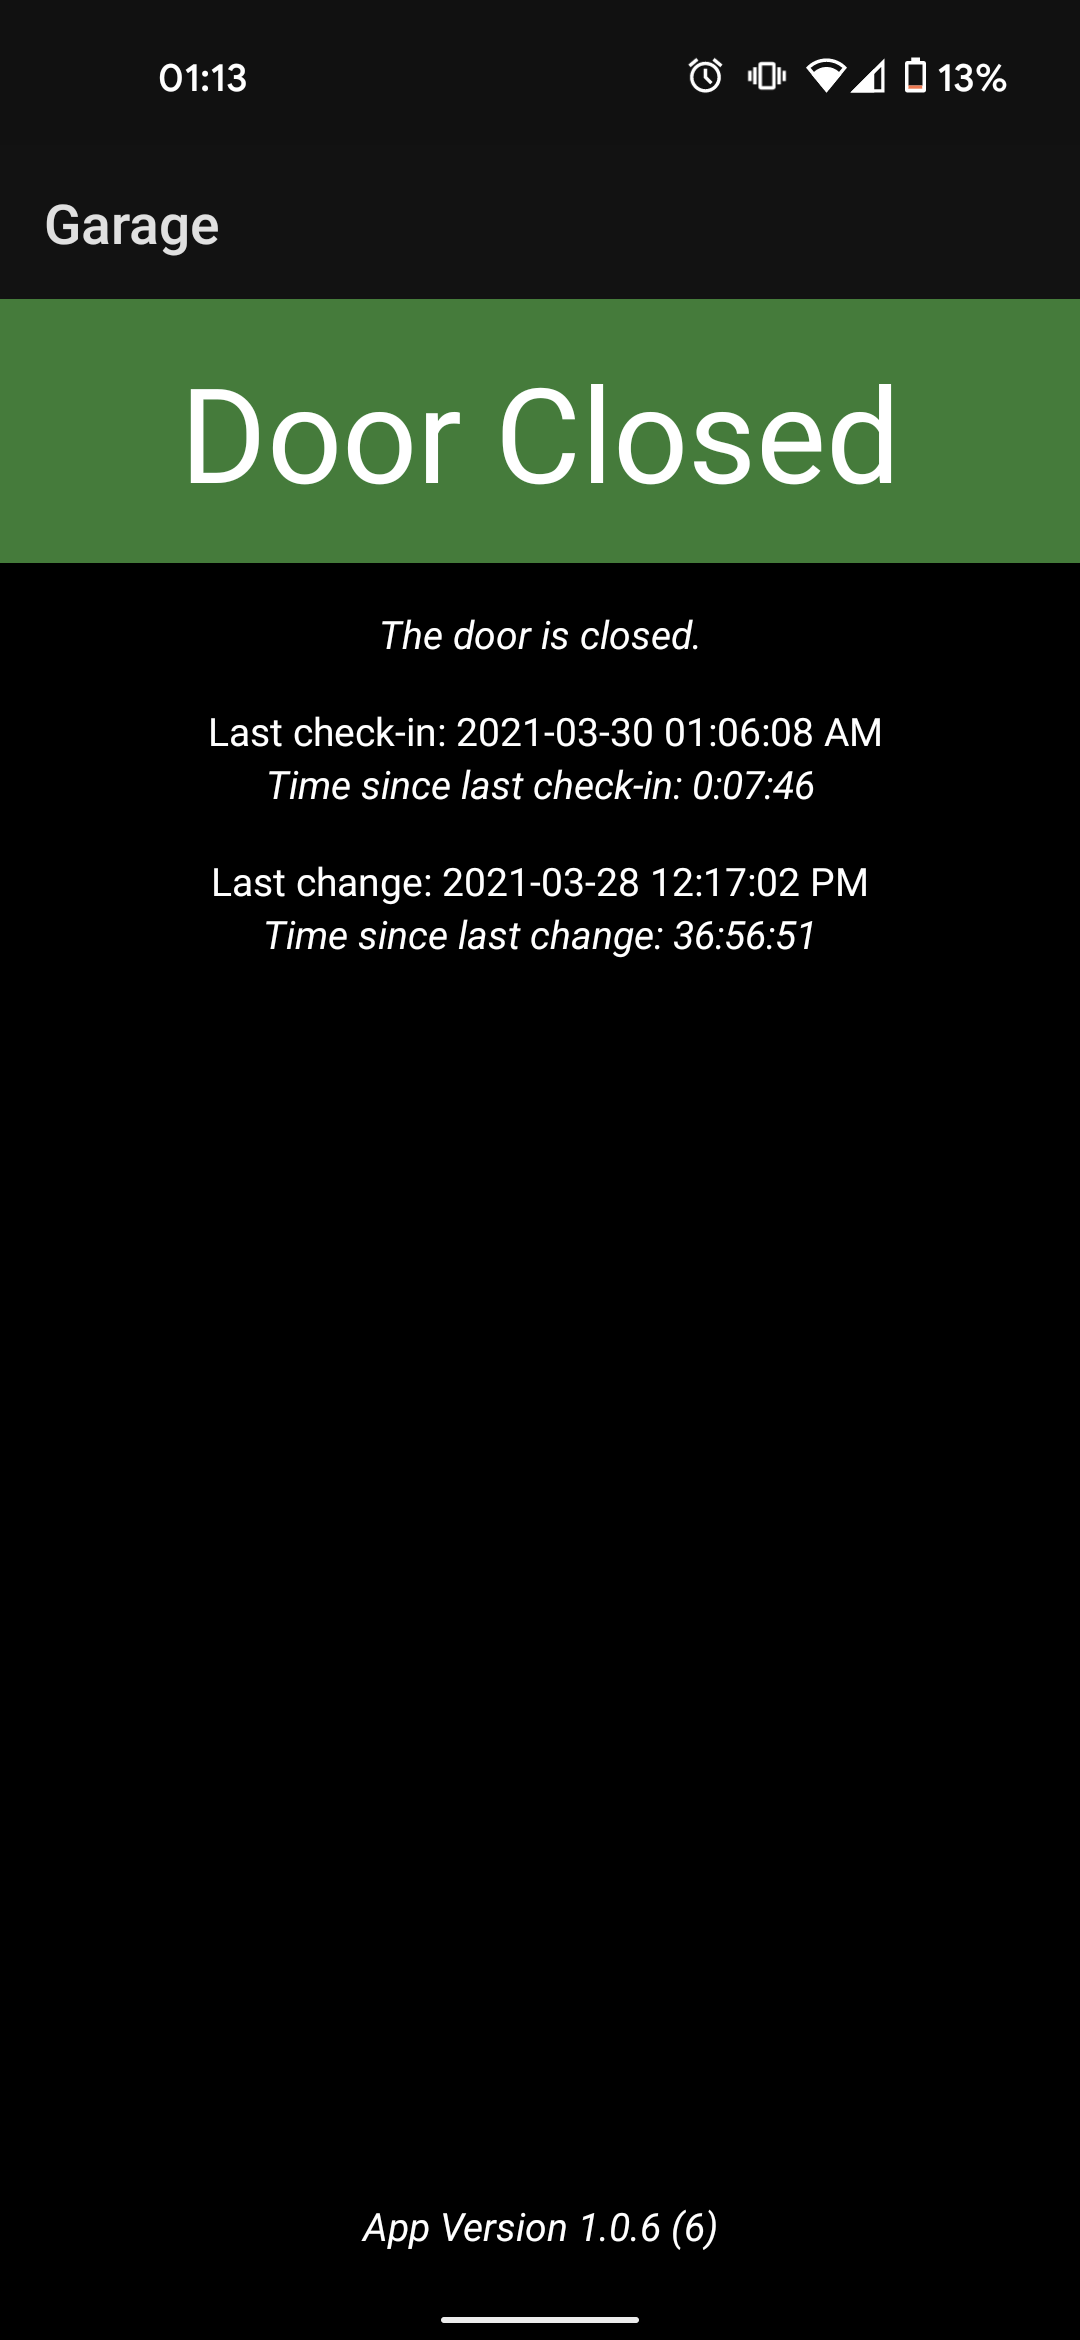 01:13
13%
Garage
Door Closed
The door is closed.
Last check-in: 2021-03-30 01:06:08 AM
Time since last check-in: 0:07:46
Last change: 2021-03-28 12:17:02 PM
Time since last change: 36:56:51
App Version 1.0.6 (6)